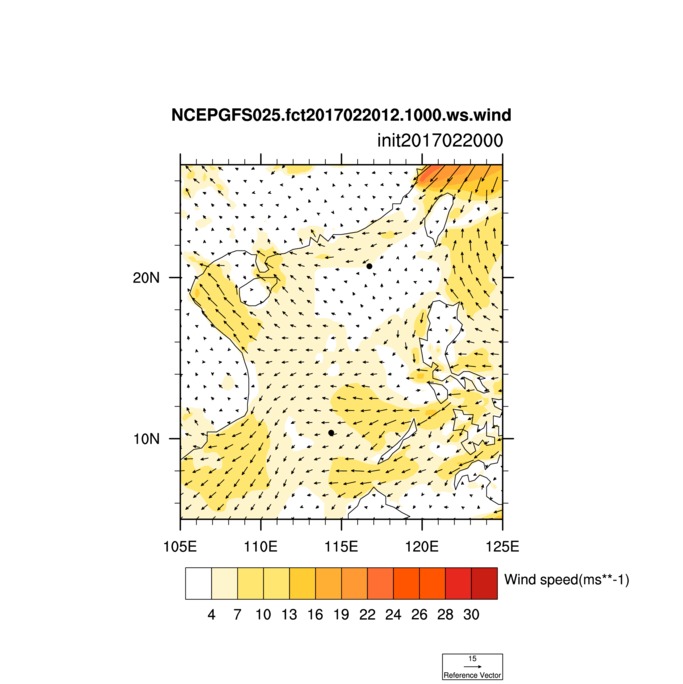 NCEPGFS025.fct2017022012.1000.ws.wind
init2017022000
20N
10N
105E 110E 115E 120E 125E
Wind speed(ms**-1)
4 7 10 13 16 19 22 24 26 28 30
15
Reference Vector